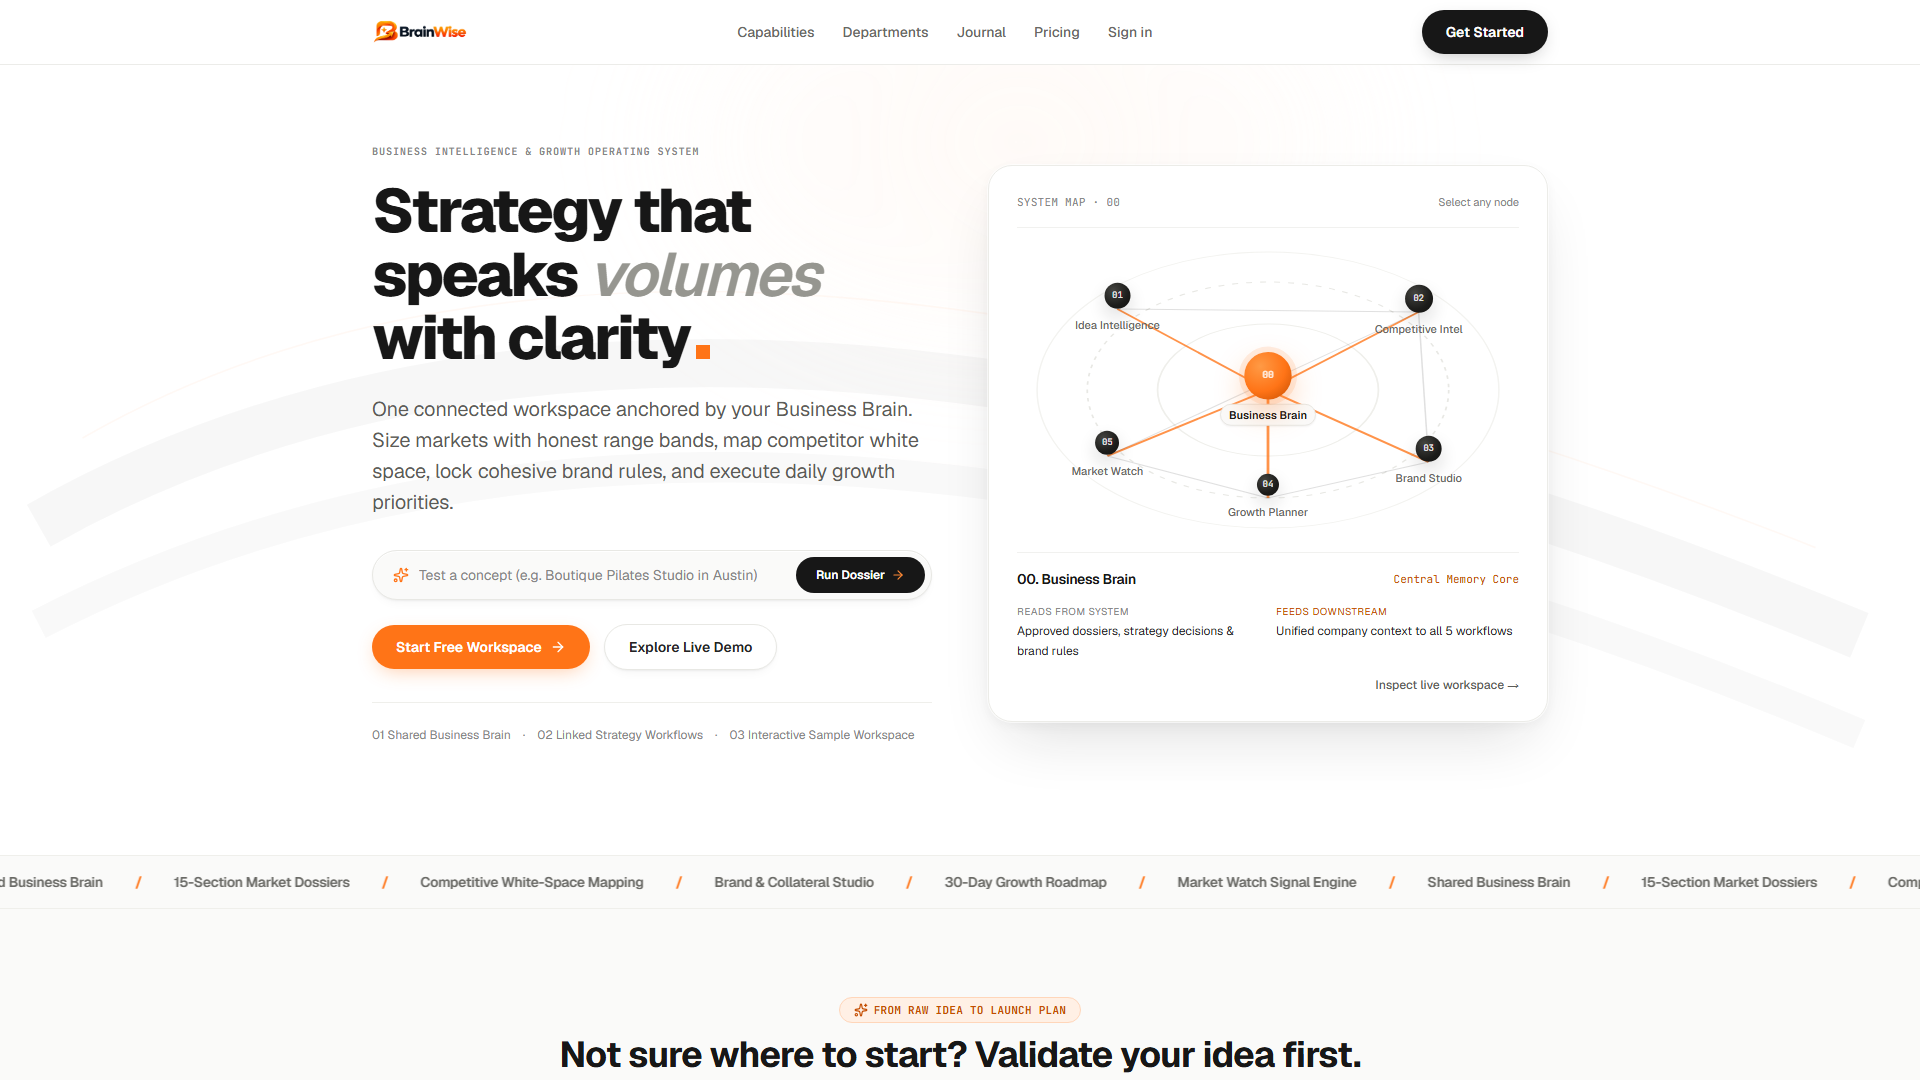 BrainWise
Capabilities
Departments
Journal
Pricing
Sign in
Get Started
BUSINESS INTELLIGENCE & GROWTH OPERATING SYSTEM
Strategy that
speaks volumes
with clarity.
One connected workspace anchored by your Business Brain.
Size markets with honest range bands, map competitor white
space, lock cohesive brand rules, and execute daily growth
priorities.
Test a concept (e.g. Boutique Pilates Studio in Austin)
Run Dossier →
Start Free Workspace →
Explore Live Demo
01 Shared Business Brain · 02 Linked Strategy Workflows · 03 Interactive Sample Workspace
SYSTEM MAP · 00
Select any node
01
Idea Intelligence
02
Competitive Intel
00
Business Brain
05
Market Watch
03
Brand Studio
04
Growth Planner
00. Business Brain
Central Memory Core
READS FROM SYSTEM
Approved dossiers, strategy decisions &
brand rules
FEEDS DOWNSTREAM
Unified company context to all 5 workflows
Inspect live workspace →
d Business Brain / 15-Section Market Dossiers / Competitive White-Space Mapping / Brand & Collateral Studio / 30-Day Growth Roadmap / Market Watch Signal Engine / Shared Business Brain / 15-Section Market Dossiers / Comp
FROM RAW IDEA TO LAUNCH PLAN
Not sure where to start? Validate your idea first.